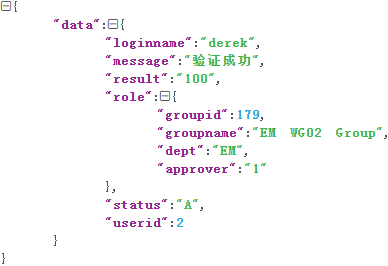 {
"data":{
"loginname":"derek",
"message":"验证成功",
"result":"100",
"role":{
"groupid":179,
"groupname":"EM WG02 Group",
"dept":"EM",
"approver":"1"
},
"status":"A",
"userid":2
}
}